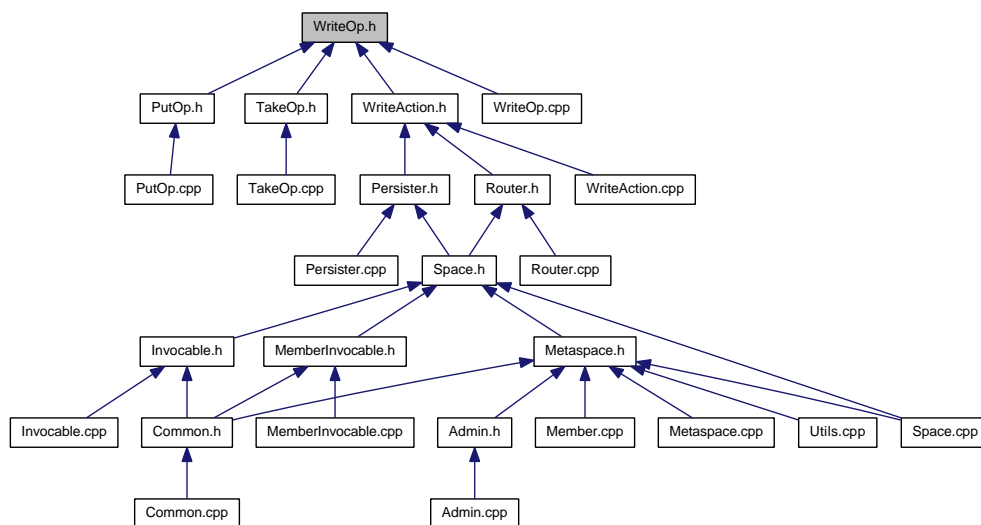 WriteOp.h
PutOp.h
TakeOp.h
WriteAction.h
WriteOp.cpp
PutOp.cpp
TakeOp.cpp
Persister.h
Router.h
WriteAction.cpp
Persister.cpp
Space.h
Router.cpp
Invocable.h
MemberInvocable.h
Metaspace.h
Invocable.cpp
Common.h
MemberInvocable.cpp
Admin.h
Member.cpp
Metaspace.cpp
Utils.cpp
Space.cpp
Common.cpp
Admin.cpp